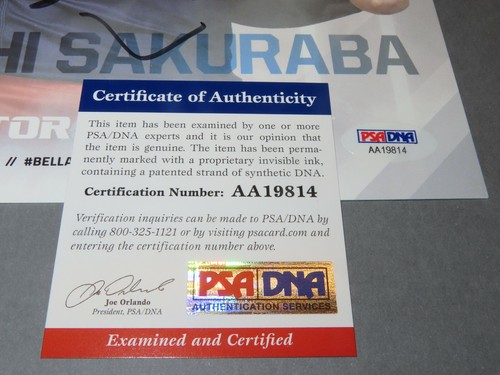 HI SAKURABA
TOR
// #BELLA
PSA DNA
AA19814
Certificate of Authenticity
This item has been examined by one or more
PSA/DNA experts and it is our opinion that
the item is genuine. The item has been perma-
nently marked with a proprietary invisible ink,
containing a patented strand of synthetic DNA.
Certification Number: AA19814
Verification inquiries can be made to PSA/DNA by
calling 800-325-1121 or by visiting psacard.com and
entering the certification number above.
Joe Orlando
President, PSA/DNA
PSA DNA
AUTHENTICATION SERVICES
Examined and Certified